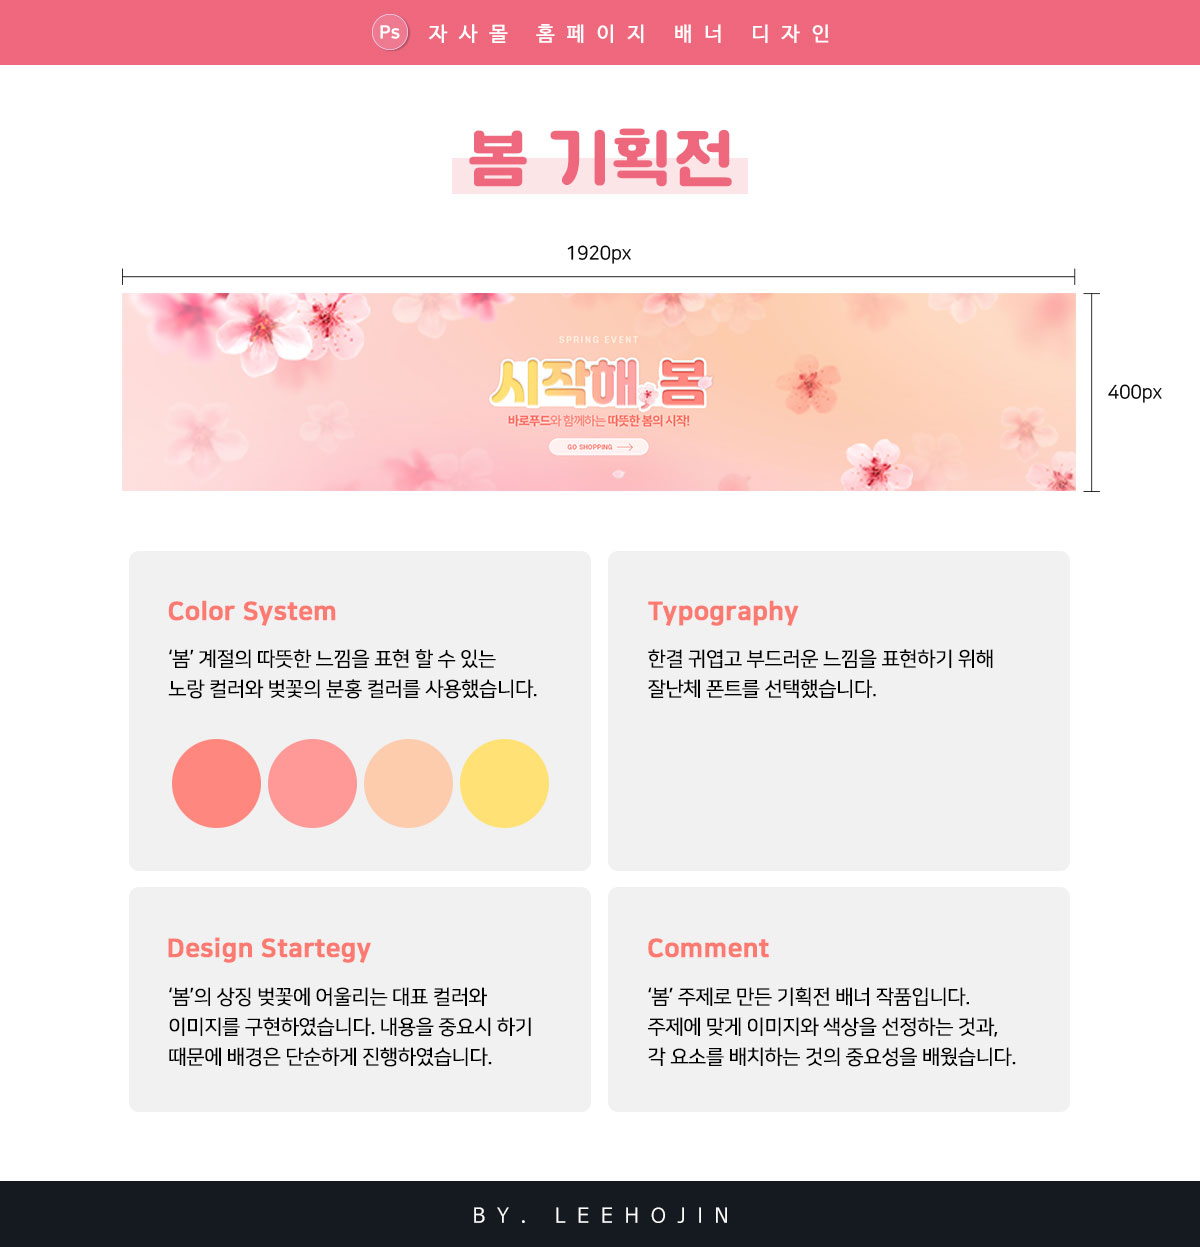 Ps 자사몰 홈페이지 배너 디자인
봄 기획전
1920px
SPRING EVENT
시작해 봄
바로푸드와 함께하는 따뜻한 봄의 시작!
GO SHOPPING
400px
Color System
‘봄’ 계절의 따뜻한 느낌을 표현 할 수 있는
노랑 컬러와 벚꽃의 분홍 컬러를 사용했습니다.
Typography
한결 귀엽고 부드러운 느낌을 표현하기 위해
잘난체 폰트를 선택했습니다.
Design Startegy
‘봄’의 상징 벚꽃에 어울리는 대표 컬러와
이미지를 구현하였습니다. 내용을 중요시 하기
때문에 배경은 단순하게 진행하였습니다.
Comment
‘봄’ 주제로 만든 기획전 배너 작품입니다.
주제에 맞게 이미지와 색상을 선정하는 것과,
각 요소를 배치하는 것의 중요성을 배웠습니다.
BY. LEEHOJIN